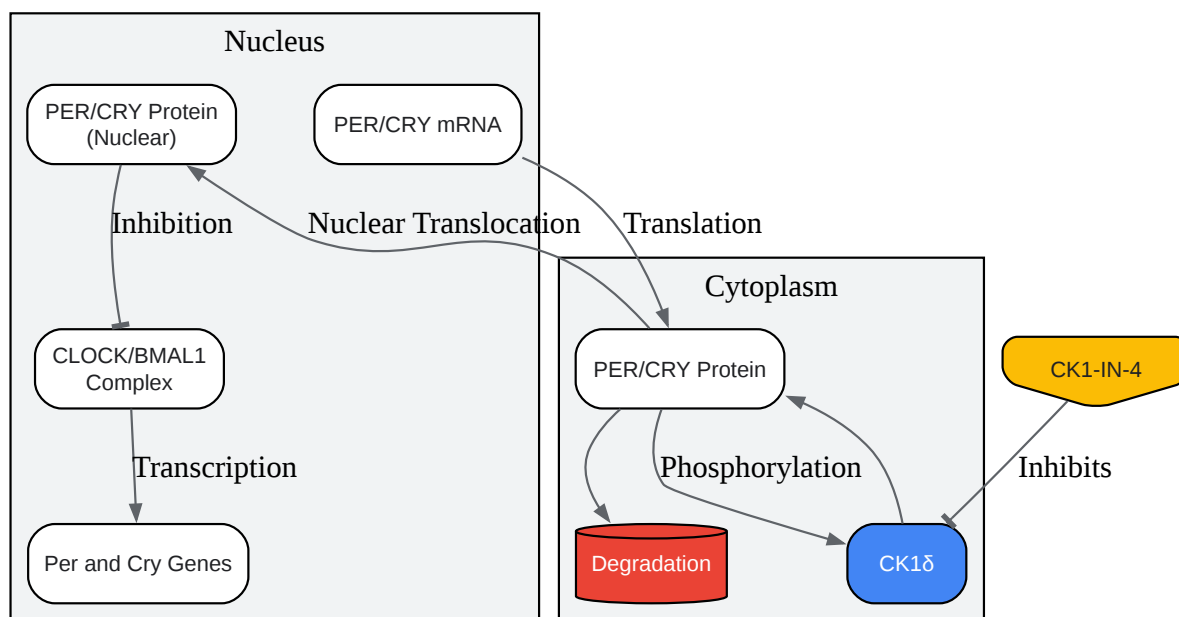 Nucleus
PER/CRY Protein
(Nuclear)
PER/CRY mRNA
Inhibition
Nuclear Translocation
Translation
Cytoplasm
CLOCK/BMAL1
Complex
PER/CRY Protein
CK1-IN-4
Transcription
Phosphorylation
Inhibits
Per and Cry Genes
Degradation
CK1δ